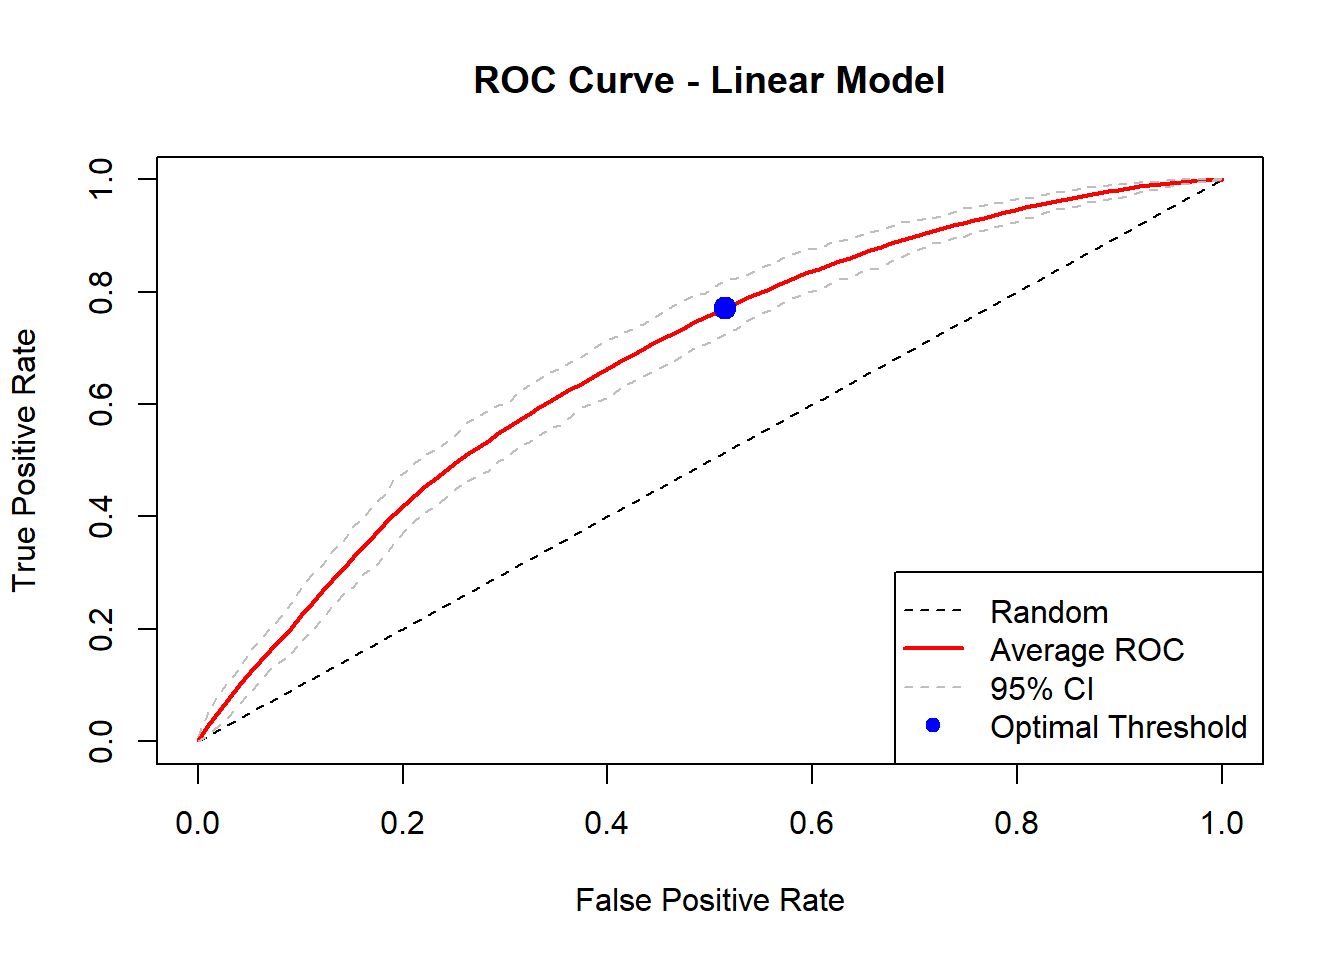 ROC Curve - Linear Model
True Positive Rate
1.0
0.8
0.6
0.4
0.2
0.0
Random
Average ROC
95% CI
Optimal Threshold
0.0 0.2 0.4 0.6 0.8 1.0
False Positive Rate